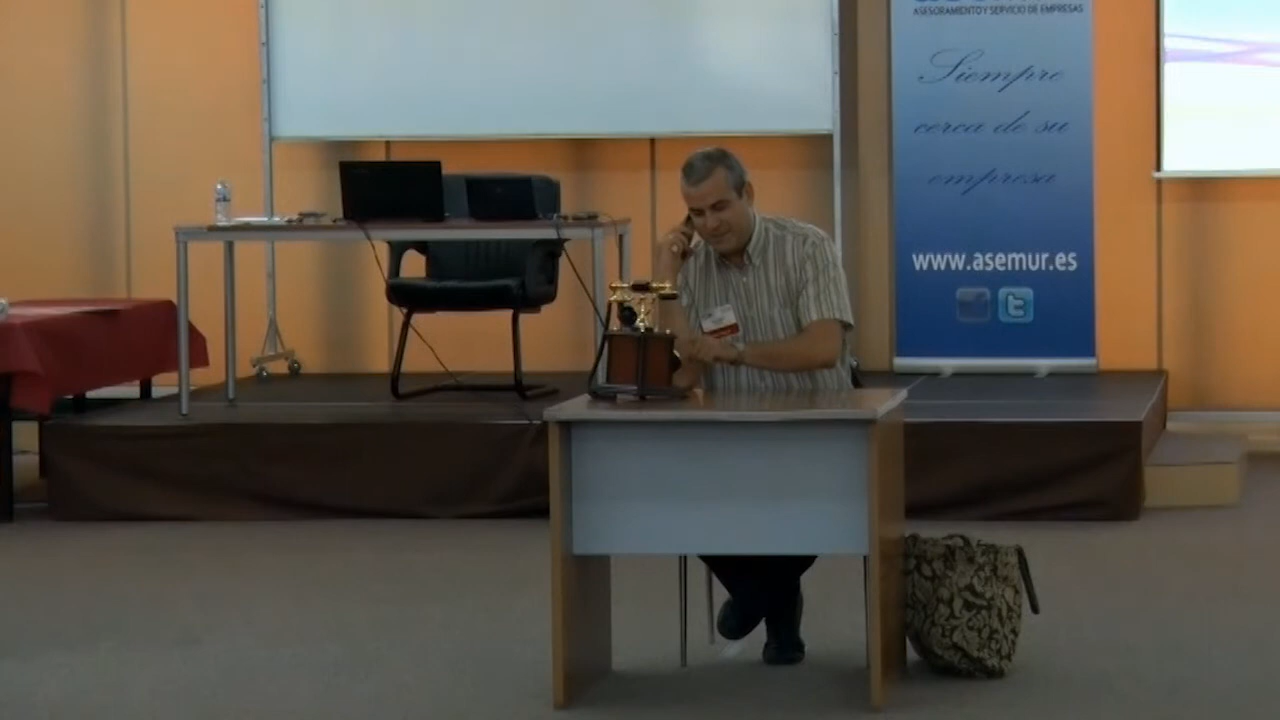 ASESORAMIENTO Y SERVICIO DE EMPRESAS
Siempre
cerca de su
empresa
www.asemur.es
t